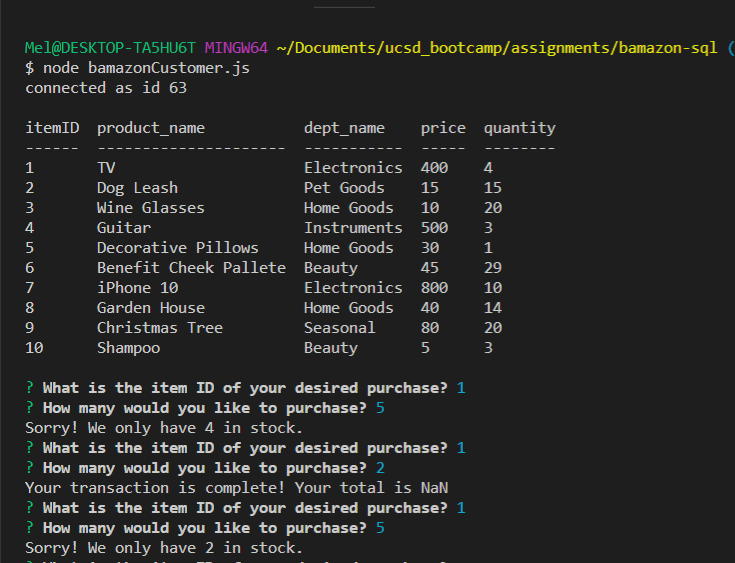 Mel@DESKTOP-TA5HU6T MINGW64 ~/Documents/ucsd_bootcamp/assignments/bamazon-sql (
$ node bamazonCustomer.js
connected as id 63
itemID  product_name           dept_name    price  quantity
------  ---------------------  -----------  -----  --------
1       TV                     Electronics  400    4
2       Dog Leash              Pet Goods    15     15
3       Wine Glasses           Home Goods   10     20
4       Guitar                 Instruments  500    3
5       Decorative Pillows     Home Goods   30     1
6       Benefit Cheek Pallete  Beauty       45     29
7       iPhone 10              Electronics  800    10
8       Garden House           Home Goods   40     14
9       Christmas Tree         Seasonal     80     20
10      Shampoo                Beauty       5      3
? What is the item ID of your desired purchase? 1
? How many would you like to purchase? 5
Sorry! We only have 4 in stock.
? What is the item ID of your desired purchase? 1
? How many would you like to purchase? 2
Your transaction is complete! Your total is NaN
? What is the item ID of your desired purchase? 1
? How many would you like to purchase? 5
Sorry! We only have 2 in stock.